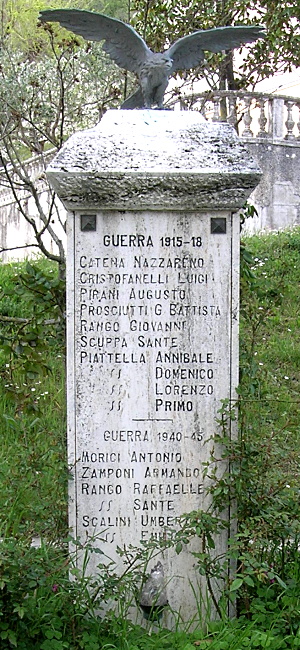 GUERRA 1915-18
CATENA NAZZARENO
CRISTOFANELLI LUIGI
PIRANI AUGUSTO
PROSCIUTTI G. BATTISTA
RANGO GIOVANNI
SCUPPA SANTE
PIATTELLA ANNIBALE
" DOMENICO
" LORENZO
" PRIMO
GUERRA 1940-45
MORICI ANTONIO
ZAMPONI ARMANDO
RANGO RAFFAELLE
" SANTE
SCALINI UMBERTO
"